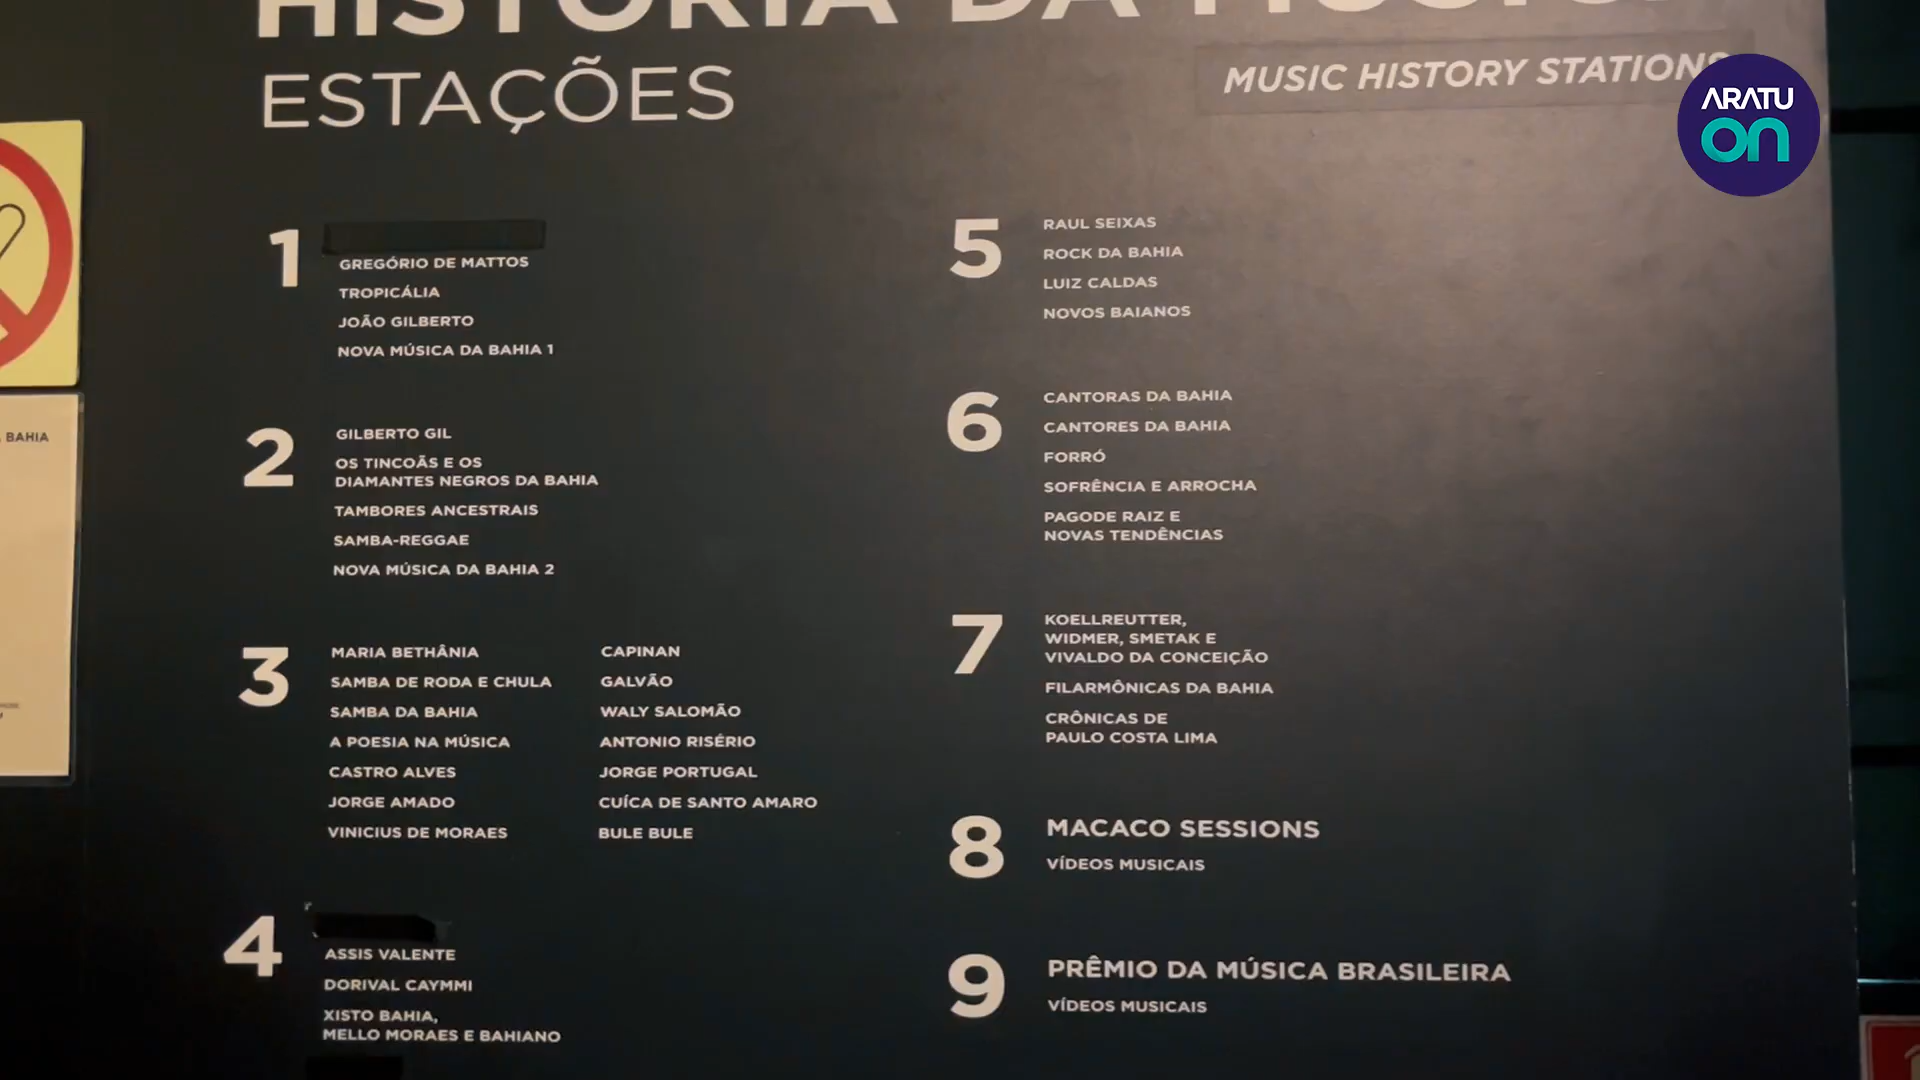 HISTÓRIA DA MÚSICA
ESTAÇÕES
MUSIC HISTORY STATIONS
ARATU
on
1
GREGÓRIO DE MATTOS
TROPICÁLIA
JOÃO GILBERTO
NOVA MÚSICA DA BAHIA 1
2
GILBERTO GIL
OS TINCOÃS E OS
DIAMANTES NEGROS DA BAHIA
TAMBORES ANCESTRAIS
SAMBA-REGGAE
NOVA MÚSICA DA BAHIA 2
3
MARIA BETHÂNIA
SAMBA DE RODA E CHULA
SAMBA DA BAHIA
A POESIA NA MÚSICA
CASTRO ALVES
JORGE AMADO
VINICIUS DE MORAES
CAPINAN
GALVÃO
WALY SALOMÃO
ANTONIO RISÉRIO
JORGE PORTUGAL
CUÍCA DE SANTO AMARO
BULE BULE
4
ASSIS VALENTE
DORIVAL CAYMMI
XISTO BAHIA,
MELLO MORAES E BAHIANO
5
RAUL SEIXAS
ROCK DA BAHIA
LUIZ CALDAS
NOVOS BAIANOS
6
CANTORAS DA BAHIA
CANTORES DA BAHIA
FORRÓ
SOFRÊNCIA E ARROCHA
PAGODE RAIZ E
NOVAS TENDÊNCIAS
7
KOELLREUTTER,
WIDMER, SMETAK E
VIVALDO DA CONCEIÇÃO
FILARMÔNICAS DA BAHIA
CRÔNICAS DE
PAULO COSTA LIMA
8
MACACO SESSIONS
VÍDEOS MUSICAIS
9
PRÊMIO DA MÚSICA BRASILEIRA
VÍDEOS MUSICAIS
BAHIA